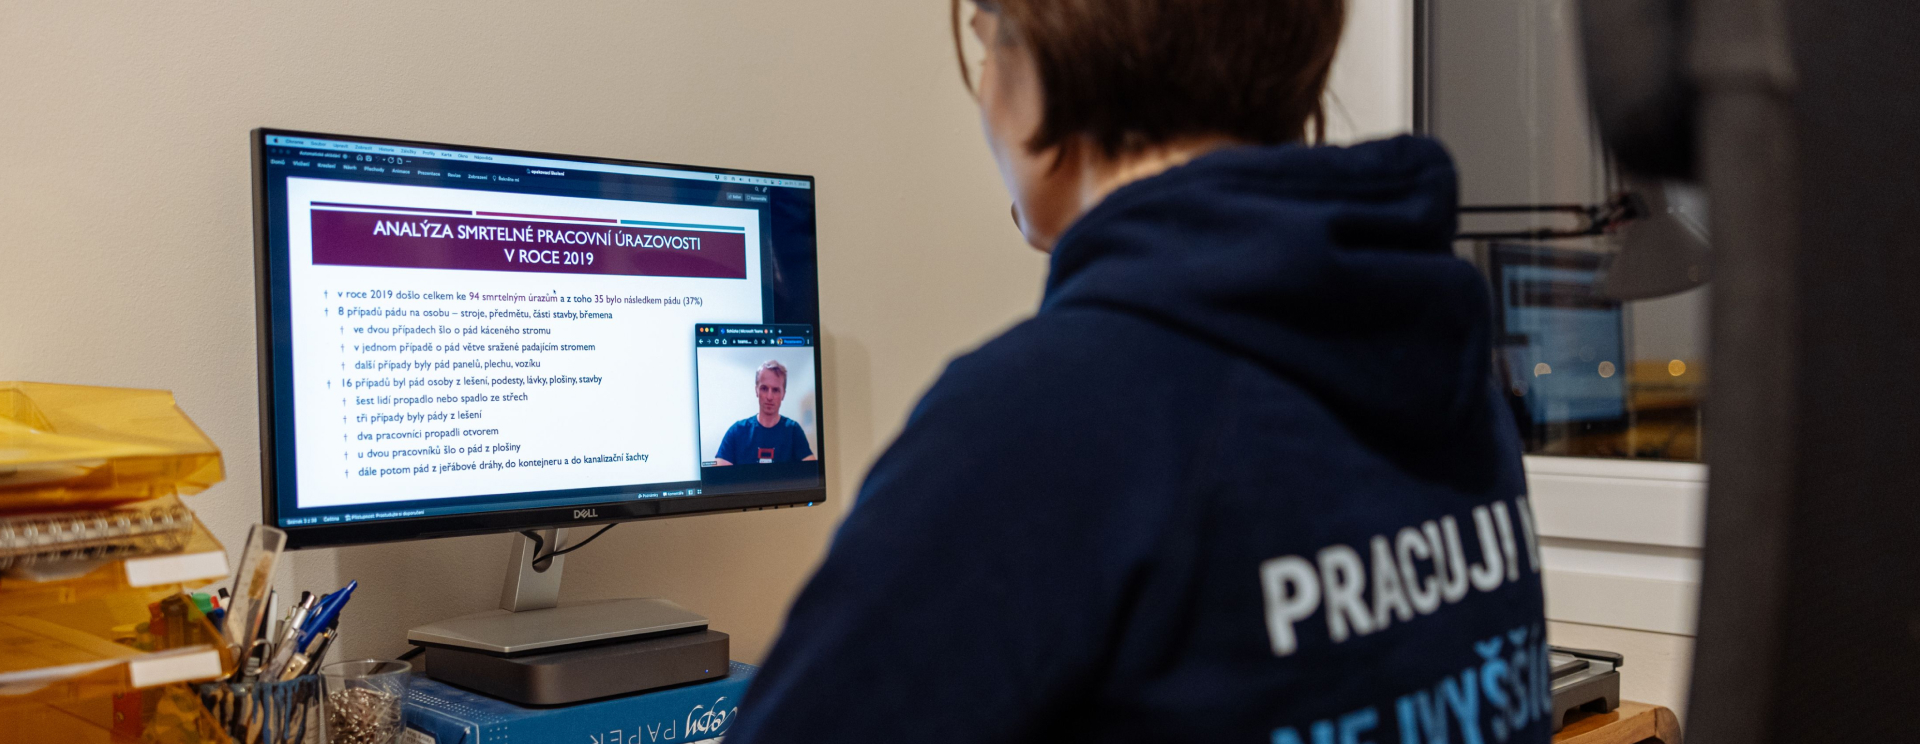 ANALÝZA SMRTELNÉ PRACOVNÍ ÚRAZOVOSTI
V ROCE 2019
† v roce 2019 došlo celkem ke 94 smrtelným úrazům a z toho 35 bylo následkem pádu (37%)
† 8 případů pádu na osobu – stroje, předmětu, části stavby, břemena
† ve dvou případech šlo o pád káceného stromu
† v jednom případě o pád větve sražené padajícím stromem
† další případy byly pád panelů, plechu, vozíku
† 16 případů byl pád osoby z lešení, podesty, lávky, plošiny, stavby
† šest lidí propadlo nebo spadlo ze střech
† tři případy byly pády z lešení
† dva pracovníci propadli otvorem
† u dvou pracovníků šlo o pád z plošiny
† dále potom pád z jeřábové dráhy, do kontejneru a do kanalizační šachty
DELL
Copy
PAPER
PRACUJI
NEJVYŠŠÍ